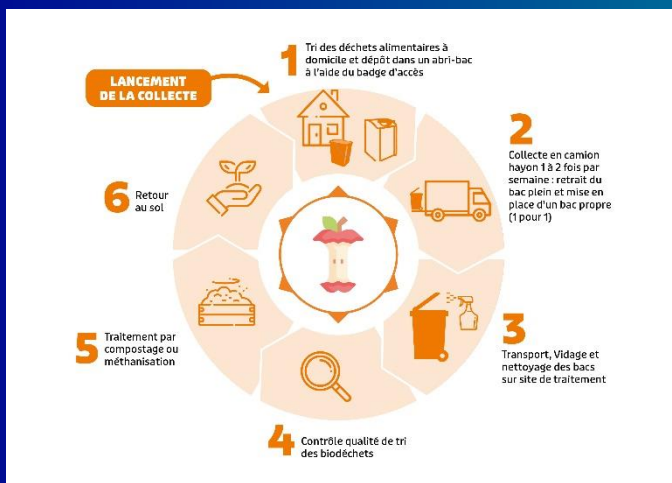 LANCEMENT
DE LA COLLECTE
1
Tri des déchets alimentaires à
domicile et dépôt dans un abri-bac
à l'aide du badge d'accès
2
Collecte en camion
hayon 1 à 2 fois par
semaine : retrait du
bac plein et mise en
place d'un bac propre
(1 pour 1)
3
Transport, Vidage et
nettoyage des bacs
sur site de traitement
4
Contrôle qualité de tri
des biodéchets
5
Traitement par
compostage ou
méthanisation
6
Retour
au sol